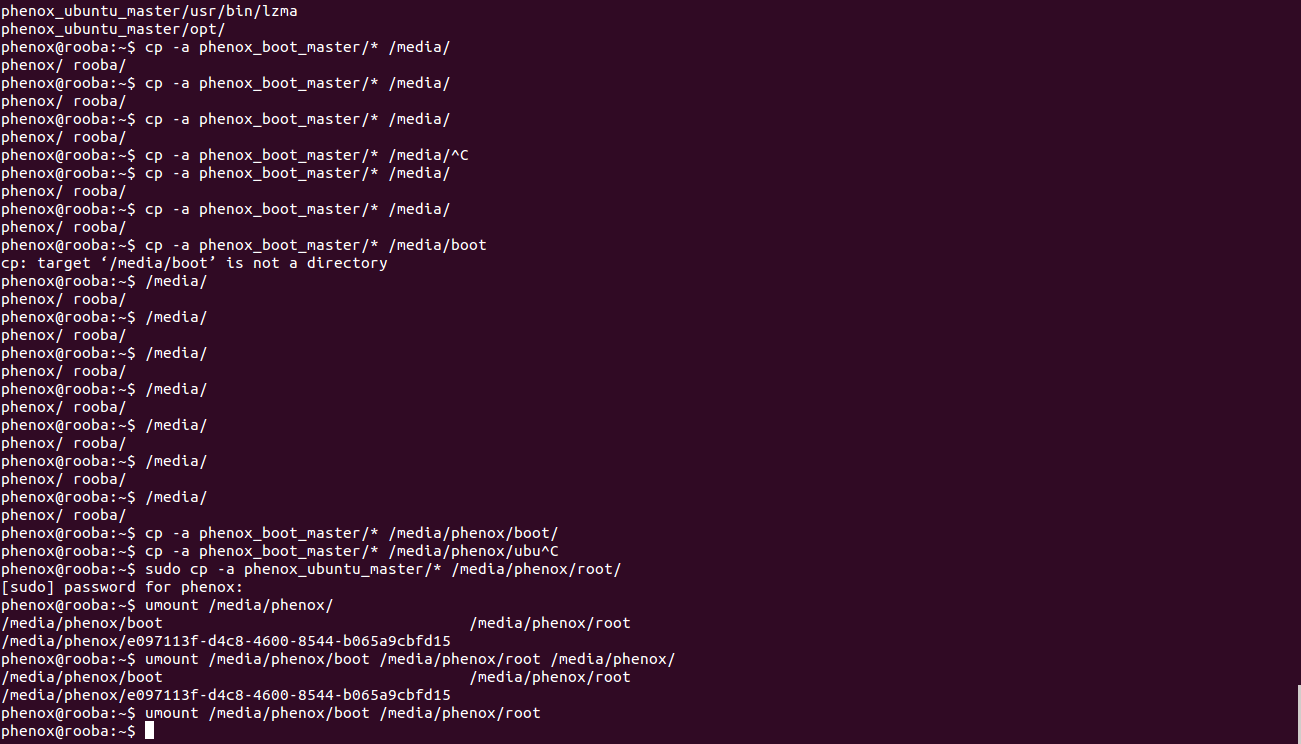 phenox_ubuntu_master/usr/bin/lzma
phenox_ubuntu_master/opt/
phenox@rooba:~$ cp -a phenox_boot_master/* /media/
phenox/ rooba/
phenox@rooba:~$ cp -a phenox_boot_master/* /media/
phenox/ rooba/
phenox@rooba:~$ cp -a phenox_boot_master/* /media/
phenox/ rooba/
phenox@rooba:~$ cp -a phenox_boot_master/* /media/^C
phenox@rooba:~$ cp -a phenox_boot_master/* /media/
phenox/ rooba/
phenox@rooba:~$ cp -a phenox_boot_master/* /media/
phenox/ rooba/
phenox@rooba:~$ cp -a phenox_boot_master/* /media/boot
cp: target ‘/media/boot’ is not a directory
phenox@rooba:~$ /media/
phenox/ rooba/
phenox@rooba:~$ /media/
phenox/ rooba/
phenox@rooba:~$ /media/
phenox/ rooba/
phenox@rooba:~$ /media/
phenox/ rooba/
phenox@rooba:~$ /media/
phenox/ rooba/
phenox@rooba:~$ /media/
phenox/ rooba/
phenox@rooba:~$ /media/
phenox/ rooba/
phenox@rooba:~$ cp -a phenox_boot_master/* /media/phenox/boot/
phenox@rooba:~$ cp -a phenox_boot_master/* /media/phenox/ubu^C
phenox@rooba:~$ sudo cp -a phenox_ubuntu_master/* /media/phenox/root/
[sudo] password for phenox:
phenox@rooba:~$ umount /media/phenox/
/media/phenox/boot                                  /media/phenox/root
/media/phenox/e097113f-d4c8-4600-8544-b065a9cbfd15
phenox@rooba:~$ umount /media/phenox/boot /media/phenox/root /media/phenox/
/media/phenox/boot                                  /media/phenox/root
/media/phenox/e097113f-d4c8-4600-8544-b065a9cbfd15
phenox@rooba:~$ umount /media/phenox/boot /media/phenox/root
phenox@rooba:~$